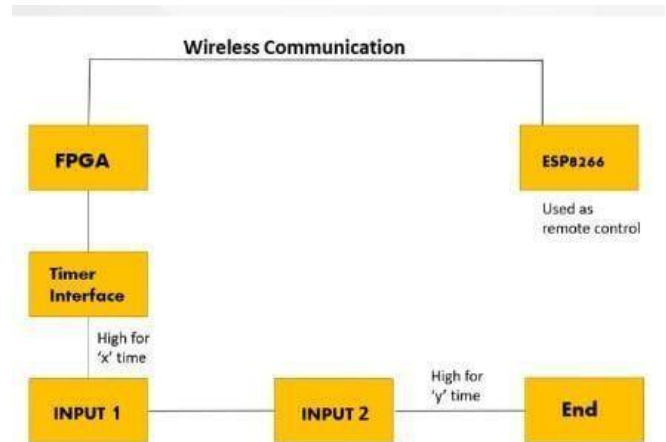 Wireless Communication
FPGA
ESP8266
Used as
remote control
Timer
Interface
High for
‘x’ time
INPUT 1
INPUT 2
High for
‘y’ time
End